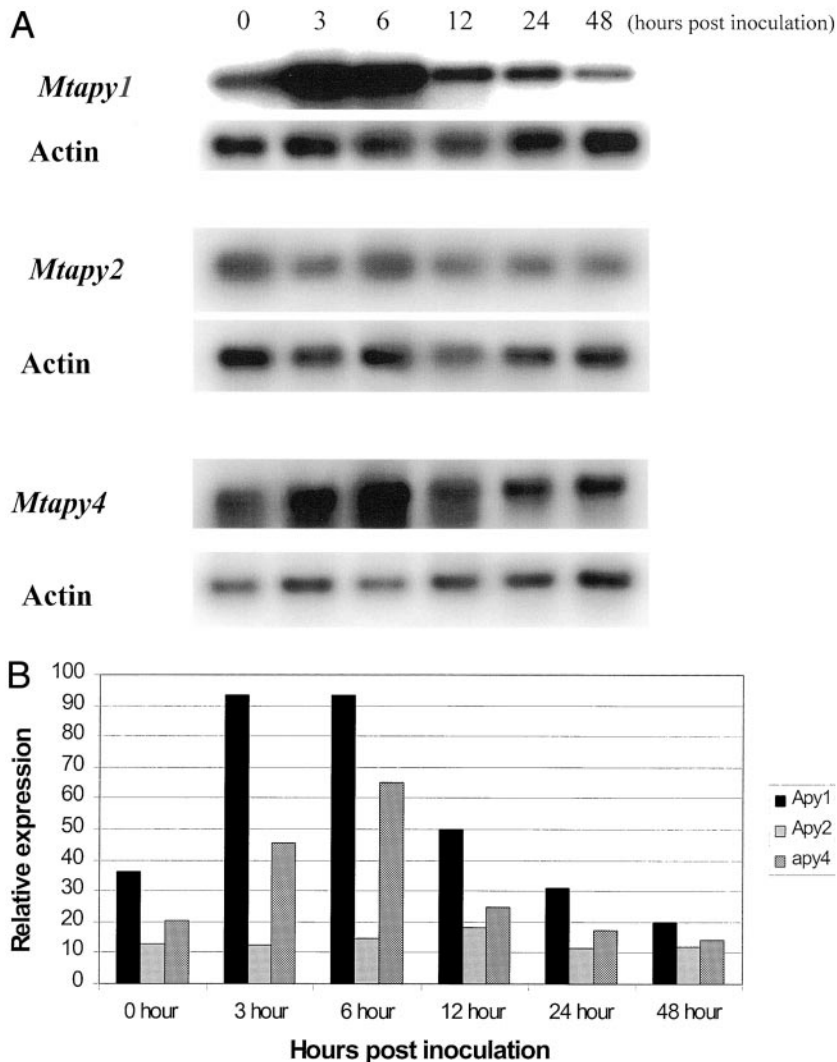 A
0 3 6 12 24 48 (hours post inoculation)
Mtapy1
Actin
Mtapy2
Actin
Mtapy4
Actin
B
100
90
80
70
60
50
40
30
20
10
0
Relative expression
0 hour 3 hour 6 hour 12 hour 24 hour 48 hour
Hours post inoculation
Apy1
Apy2
apy4